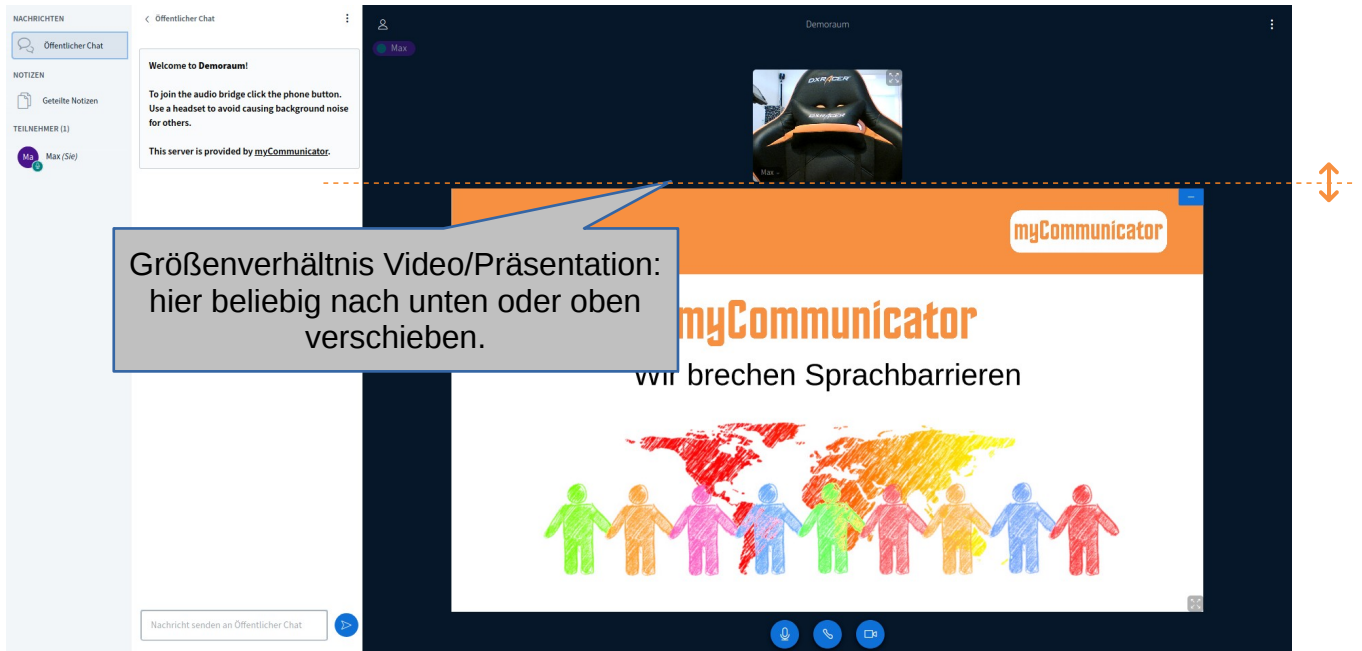 NACHRICHTEN
Öffentlicher Chat
NOTIZEN
Geteilte Notizen
TEILNEHMER (1)
Ma
Max (Sie)
Öffentlicher Chat
Welcome to Demoraum!
To join the audio bridge click the phone button.
Use a headset to avoid causing background noise
for others.
This server is provided by myCommunicator.
Nachricht senden an Öffentlicher Chat
Demoraum
Max
DXRACER
DXRACER
Max
Größenverhältnis Video/Präsentation:
hier beliebig nach unten oder oben
verschieben.
myCommunicator
myCommunicator
Wir brechen Sprachbarrieren